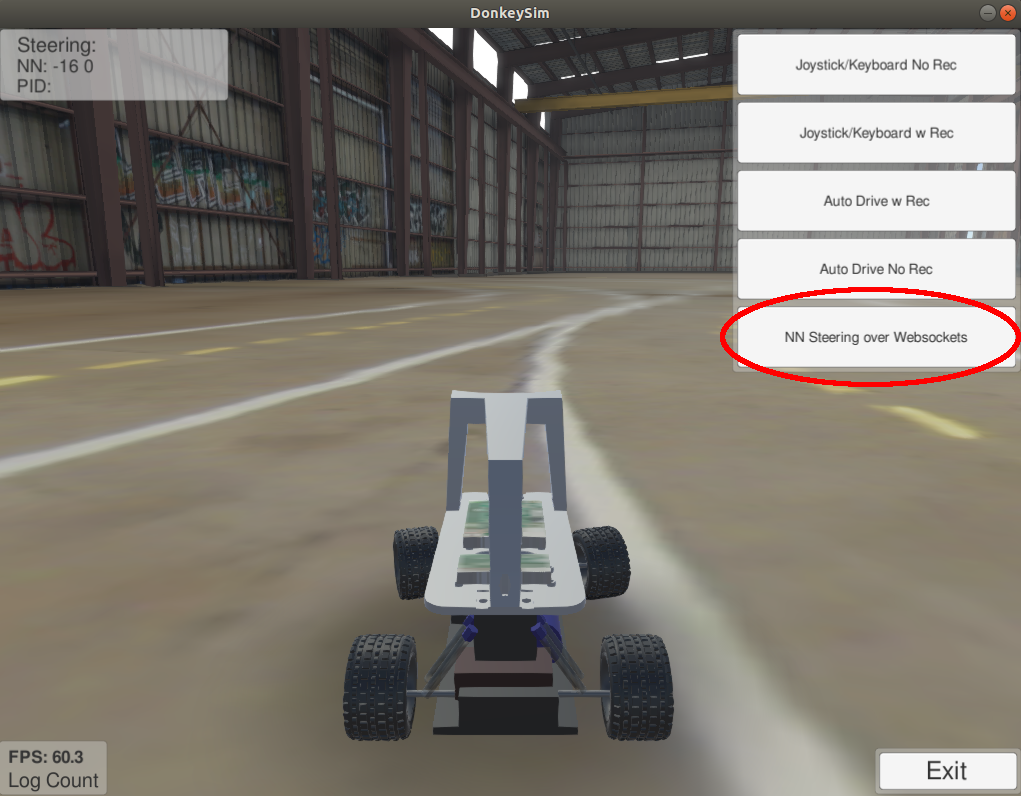 DonkeySim
Steering:
NN: -16 0
PID:
Joystick/Keyboard No Rec
Joystick/Keyboard w Rec
Auto Drive w Rec
Auto Drive No Rec
NN Steering over Websockets
FPS: 60.3
Log Count
Exit